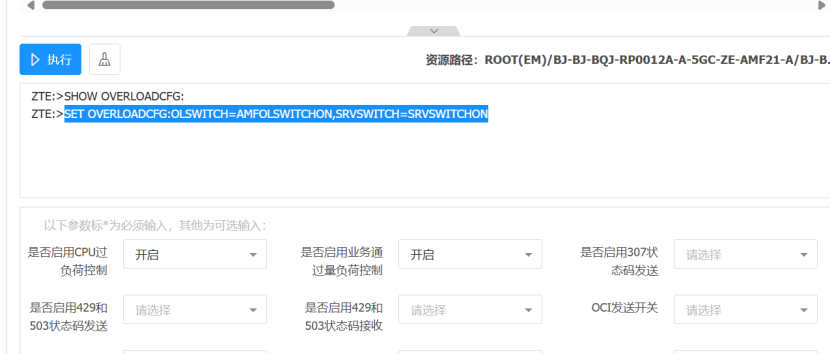 执行
资源路径：ROOT(EM)/BJ-BJ-BQJ-RP0012A-A-5GC-ZE-AMF21-A/BJ-B.
ZTE:>SHOW OVERLOADCFG:
ZTE:>SET OVERLOADCFG:OLSWITCH=AMFOLSWITCHON,SRVSWITCH=SRVSWITCHON
以下参数标*为必须输入，其他为可选输入：
是否启用CPU过 开启 是否启用业务通 开启 是否启用307状 请选择
负荷控制 过量负荷控制 态码发送
是否启用429和 请选择 是否启用429和 请选择 OCI发送开关 请选择
503状态码发送 503状态码接收